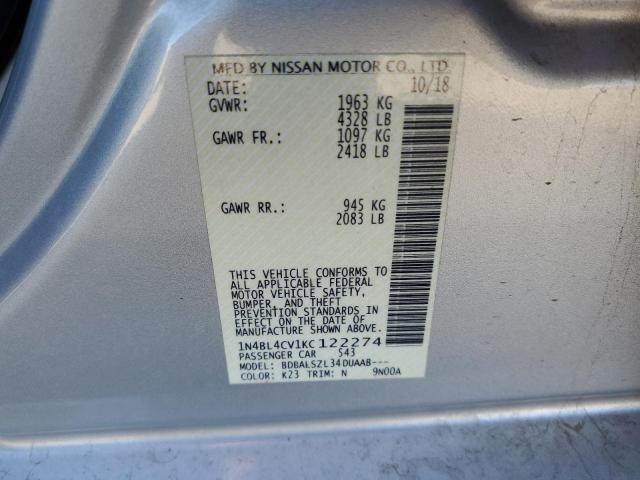 MFD BY NISSAN MOTOR CO., LTD.
DATE: 10/18
GVWR: 1963 KG
4328 LB
GAWR FR.: 1097 KG
2418 LB
GAWR RR.: 945 KG
2083 LB
THIS VEHICLE CONFORMS TO
ALL APPLICABLE FEDERAL
MOTOR VEHICLE SAFETY,
BUMPER, AND THEFT
PREVENTION STANDARDS
IN EFFECT ON THE DATE OF
MANUFACTURE SHOWN ABOVE.
1N4BL4CV1KC122274
PASSENGER CAR S43
MODEL: BDBALSZL34DUAAB---
COLOR: K23 TRIM: N 9N00A